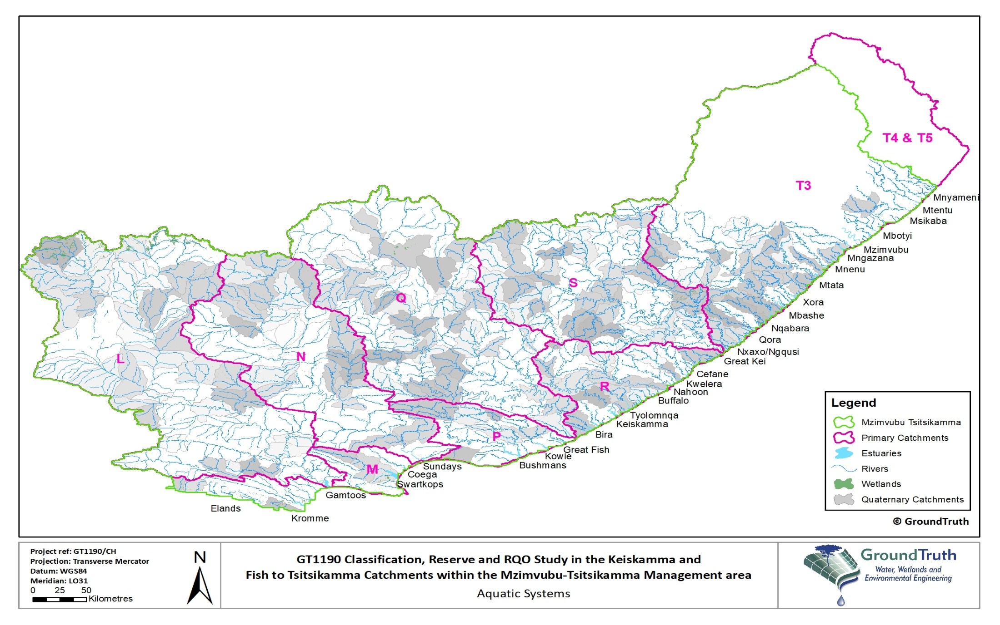 T4 & T5
T3
Mnyameni
Mtentu
Msikaba
Mbotyi
Mzimvubu
Mngazana
Mnenu
Mtata
S
Q
Xora
Mbashe
Nqabara
Qora
Nxaxo/Ngqusi
Great Kei
N
L
Cefane
Kwelera
R
Nahoon
Buffalo
Tyolomnqa
Keiskamma
Bira
P
Great Fish
Kowie
Bushmans
Sundays
M
Coega
Swartkops
Gamtoos
Elands
Kromme
Legend
Mzimvubu Tsitsikamma
Primary Catchments
Estuaries
Rivers
Wetlands
Quaternary Catchments
© GroundTruth
Project ref: GT1190/CH
Projection: Transverse Mercator
Datum: WGS84
Meridian: LO31
0 25 50
Kilometres
N
GT1190 Classification, Reserve and RQO Study in the Keiskamma and
Fish to Tsitsikamma Catchments within the Mzimvubu-Tsitsikamma Management area
Aquatic Systems
GroundTruth
Water, Wetlands and
Environmental Engineering